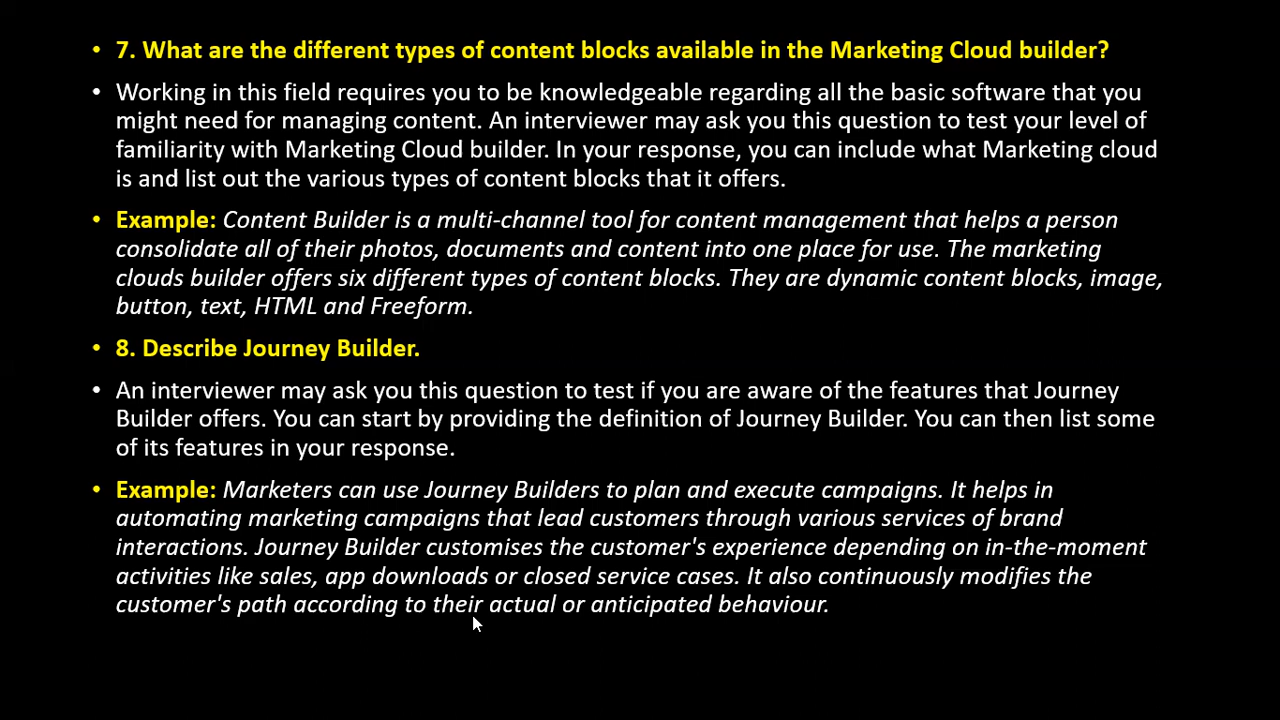 • 7. What are the different types of content blocks available in the Marketing Cloud builder?
• Working in this field requires you to be knowledgeable regarding all the basic software that you
might need for managing content. An interviewer may ask you this question to test your level of
familiarity with Marketing Cloud builder. In your response, you can include what Marketing cloud
is and list out the various types of content blocks that it offers.
• Example: Content Builder is a multi-channel tool for content management that helps a person
consolidate all of their photos, documents and content into one place for use. The marketing
clouds builder offers six different types of content blocks. They are dynamic content blocks, image,
button, text, HTML and Freeform.
• 8. Describe Journey Builder.
• An interviewer may ask you this question to test if you are aware of the features that Journey
Builder offers. You can start by providing the definition of Journey Builder. You can then list some
of its features in your response.
• Example: Marketers can use Journey Builders to plan and execute campaigns. It helps in
automating marketing campaigns that lead customers through various services of brand
interactions. Journey Builder customises the customer's experience depending on in-the-moment
activities like sales, app downloads or closed service cases. It also continuously modifies the
customer's path according to their actual or anticipated behaviour.